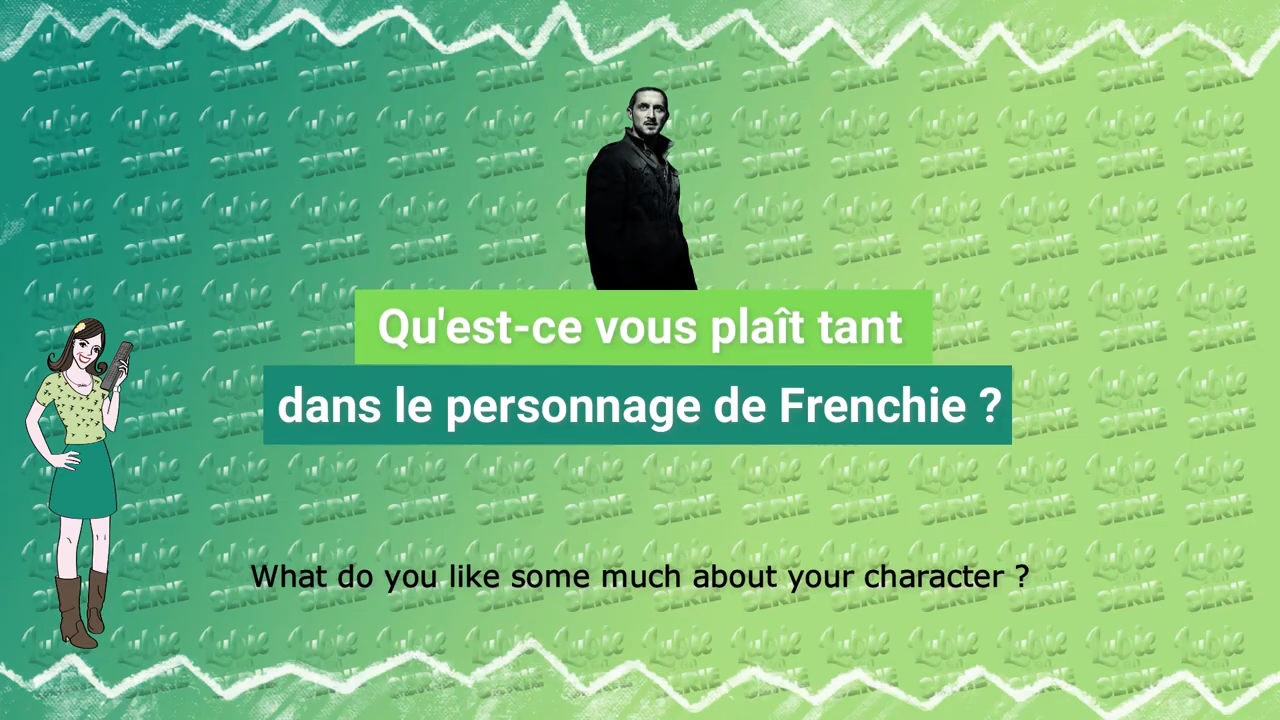 Qu'est-ce vous plaît tant
dans le personnage de Frenchie ?
What do you like some much about your character ?